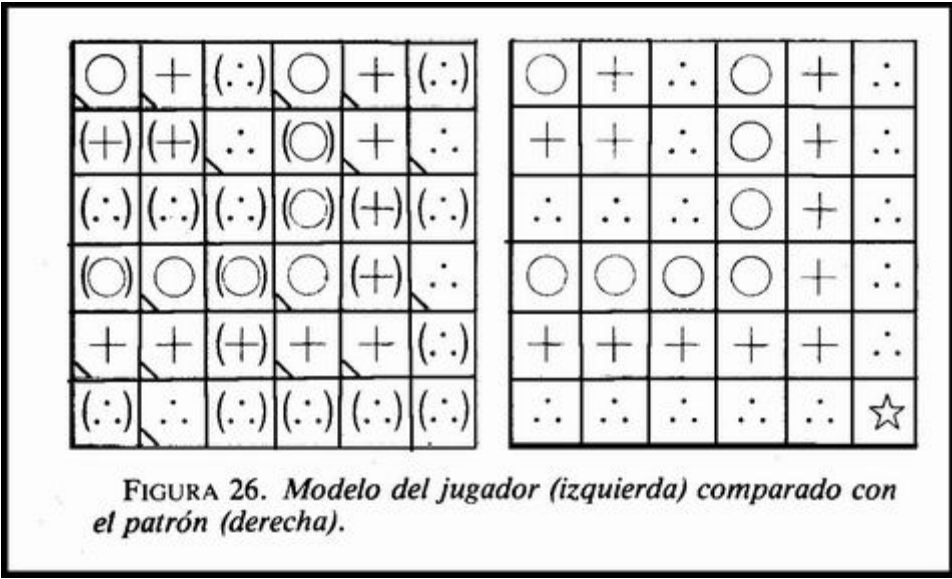 FIGURA 26. Modelo del jugador (izquierda) comparado con
el patrón (derecha).